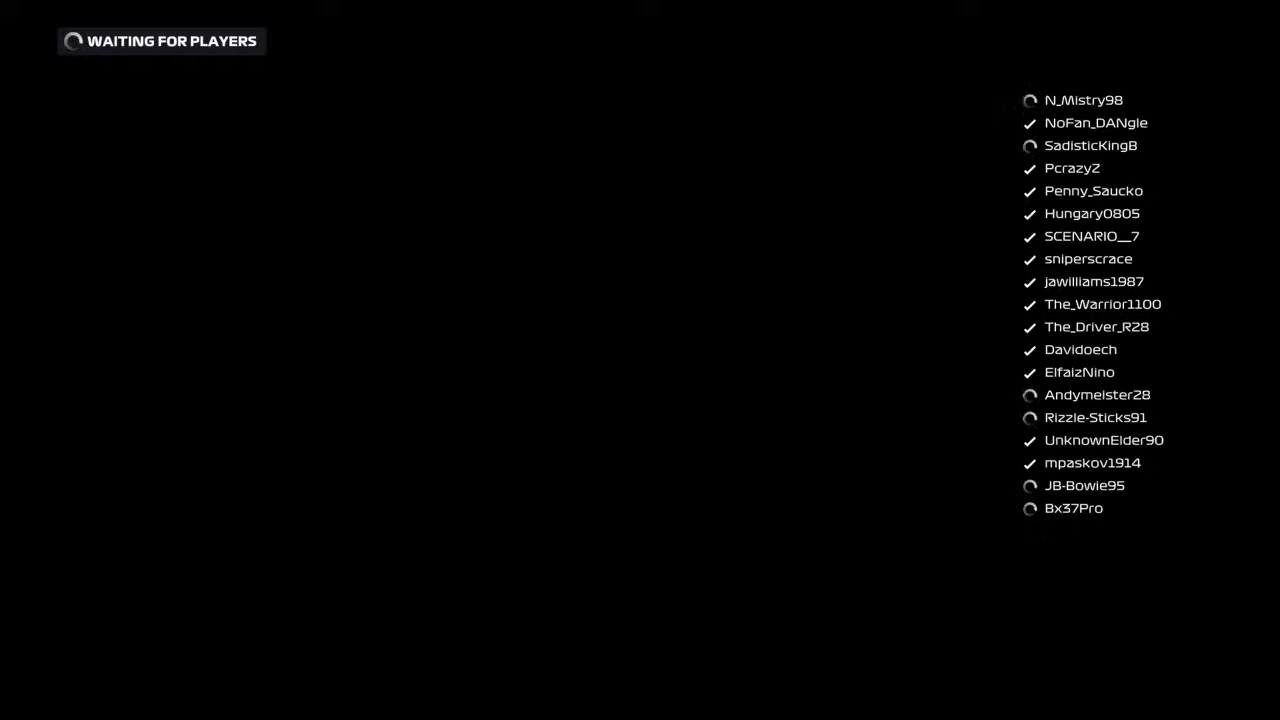 WAITING FOR PLAYERS
N_Mistry98
NoFan_DANgle
SadisticKingB
Pcrazy2
Penny_Saucko
Hungary0805
SCENARIO__7
sniperscrace
jawilliams1987
The_Warrior1100
The_Driver_R28
Davidoech
ElfaizNino
Andymeister28
Rizzle-Sticks91
UnknownElder90
mpaskov1914
JB-Bowie95
Bx37Pro